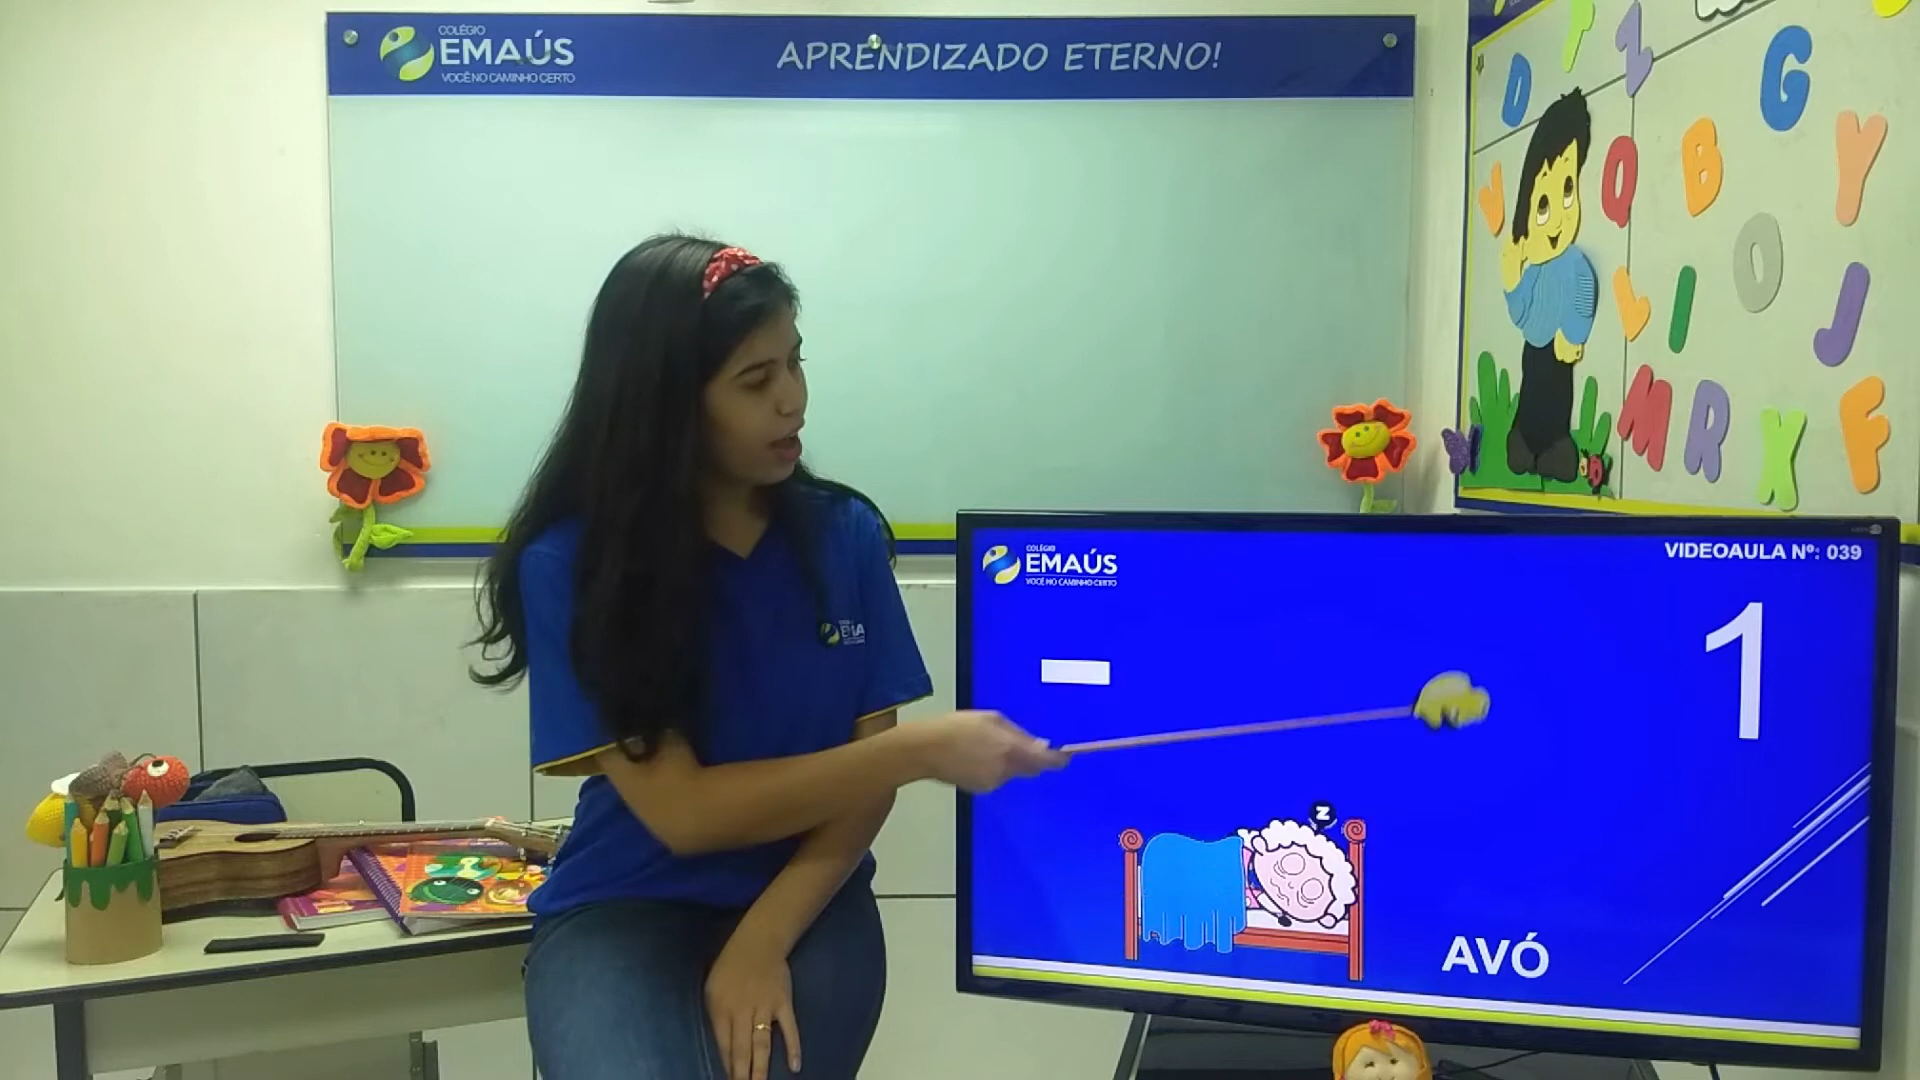 COLÉGIO
EMAÚS
VOCÊ NO CAMINHO CERTO
APRENDIZADO ETERNO!
D
T
Z
G
V
Q
B
Y
O
L
I
J
M
R
X
F
COLÉGIO
EMAÚS
VOCÊ NO CAMINHO CERTO
VIDEOAULA Nº: 039
1
-
Z
AVÓ